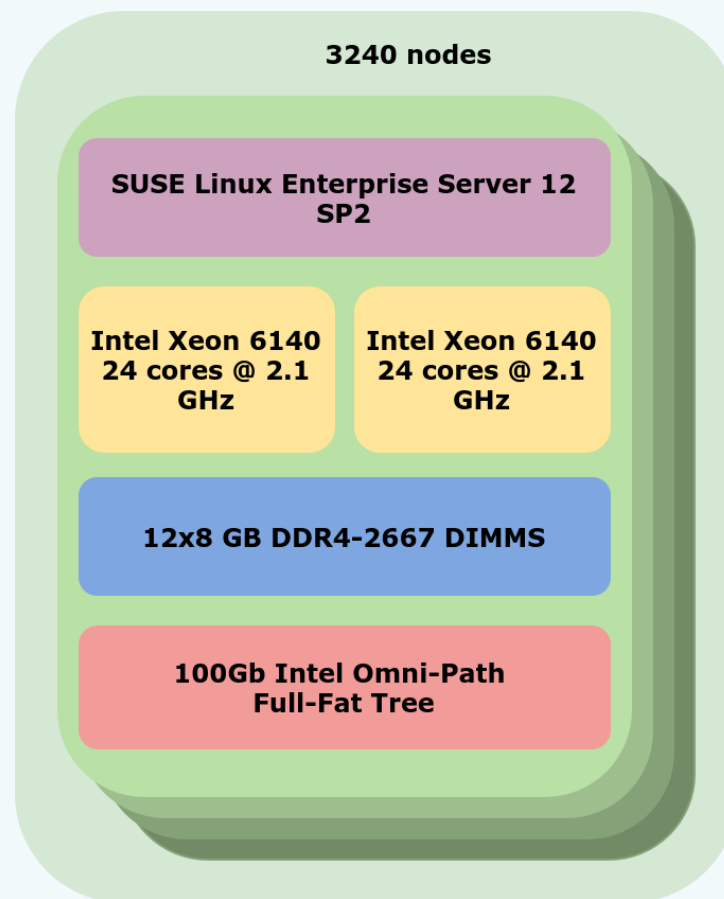 3240 nodes
SUSE Linux Enterprise Server 12
SP2
Intel Xeon 6140
24 cores @ 2.1
GHz
Intel Xeon 6140
24 cores @ 2.1
GHz
12x8 GB DDR4-2667 DIMMS
100Gb Intel Omni-Path
Full-Fat Tree